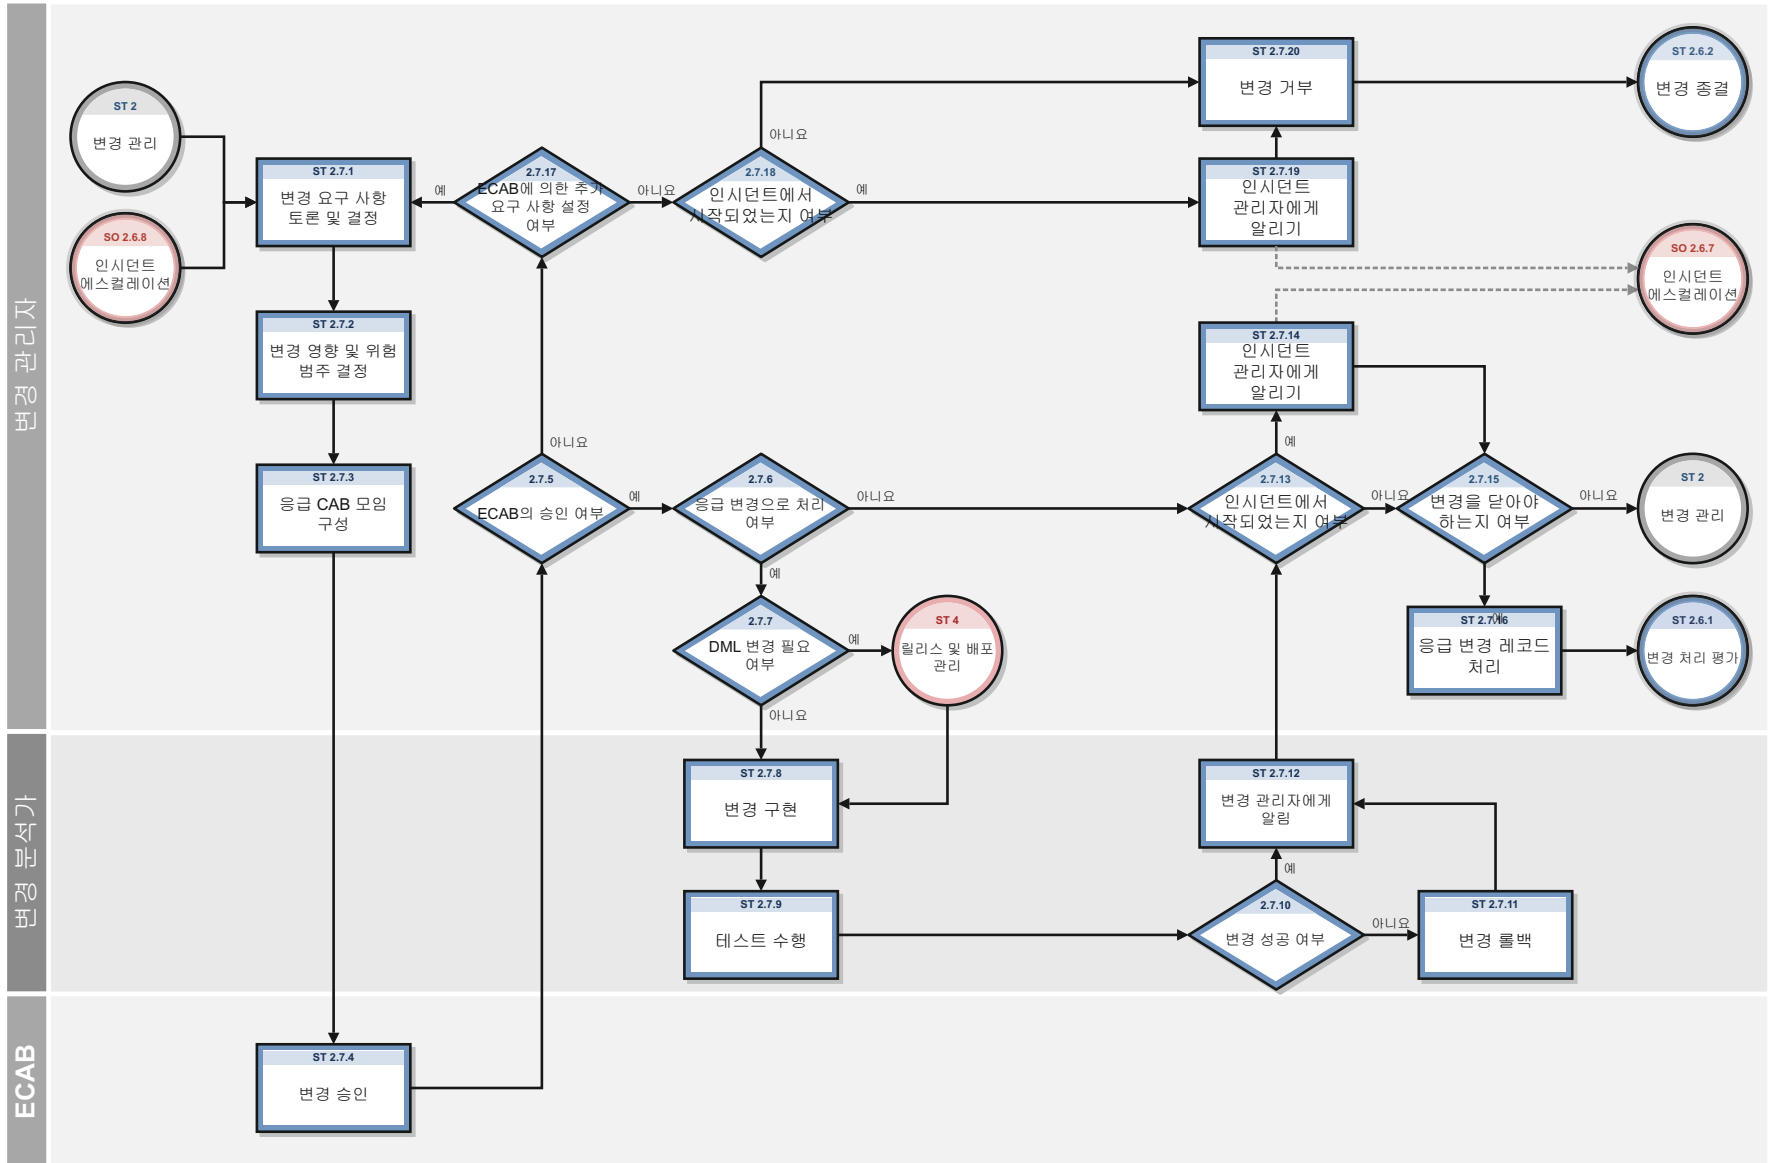 변경 관리자
변경 분석가
ECAB
ST 2
변경 관리
SO 2.6.8
인시던트
에스컬레이션
ST 2.7.1
변경 요구 사항
토론 및 결정
예
2.7.17
ECAB에 의한 추가
요구 사항 설정
여부
아니요
2.7.18
인시던트에서
시작되었는지 여부
아니요
예
ST 2.7.20
변경 거부
ST 2.6.2
변경 종결
ST 2.7.19
인시던트
관리자에게
알리기
SO 2.6.7
인시던트
에스컬레이션
ST 2.7.2
변경 영향 및 위험
범주 결정
ST 2.7.14
인시던트
관리자에게
알리기
ST 2.7.3
응급 CAB 모임
구성
아니요
2.7.5
ECAB의 승인 여부
예
2.7.6
응급 변경으로 처리
여부
아니요
예
예
2.7.13
인시던트에서
시작되었는지 여부
아니요
2.7.15
변경을 닫아야
하는지 여부
아니요
ST 2
변경 관리
2.7.7
DML 변경 필요
여부
예
ST 4
릴리스 및 배포
관리
아니요
예
ST 2.7.16
응급 변경 레코드
처리
ST 2.6.1
변경 처리 평가
ST 2.7.8
변경 구현
ST 2.7.12
변경 관리자에게
알림
ST 2.7.9
테스트 수행
예
2.7.10
변경 성공 여부
아니요
ST 2.7.11
변경 롤백
ST 2.7.4
변경 승인